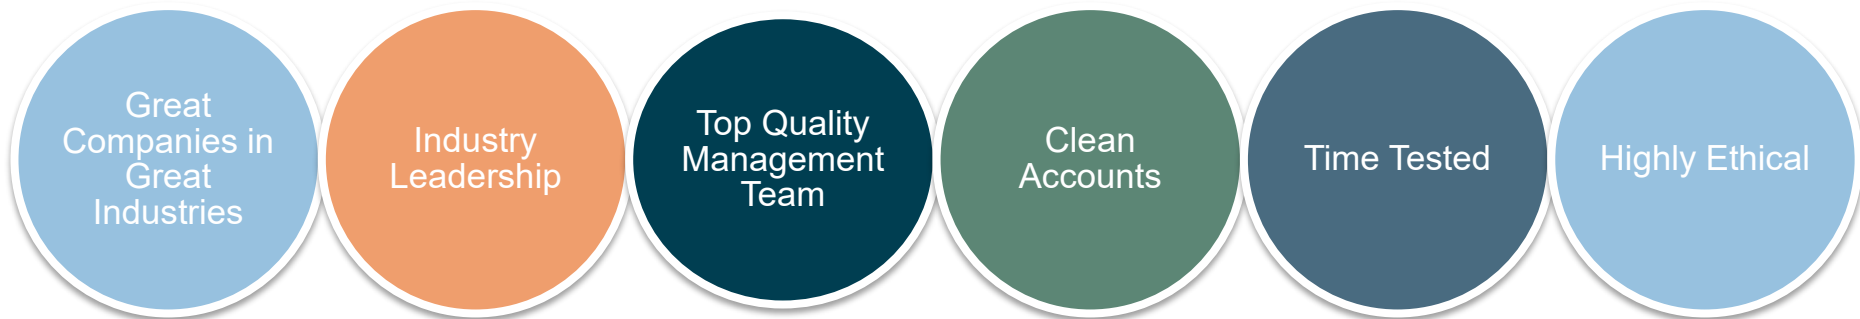 Great
Companies in
Great
Industries
Industry
Leadership
Top Quality
Management
Team
Clean
Accounts
Time Tested
Highly Ethical